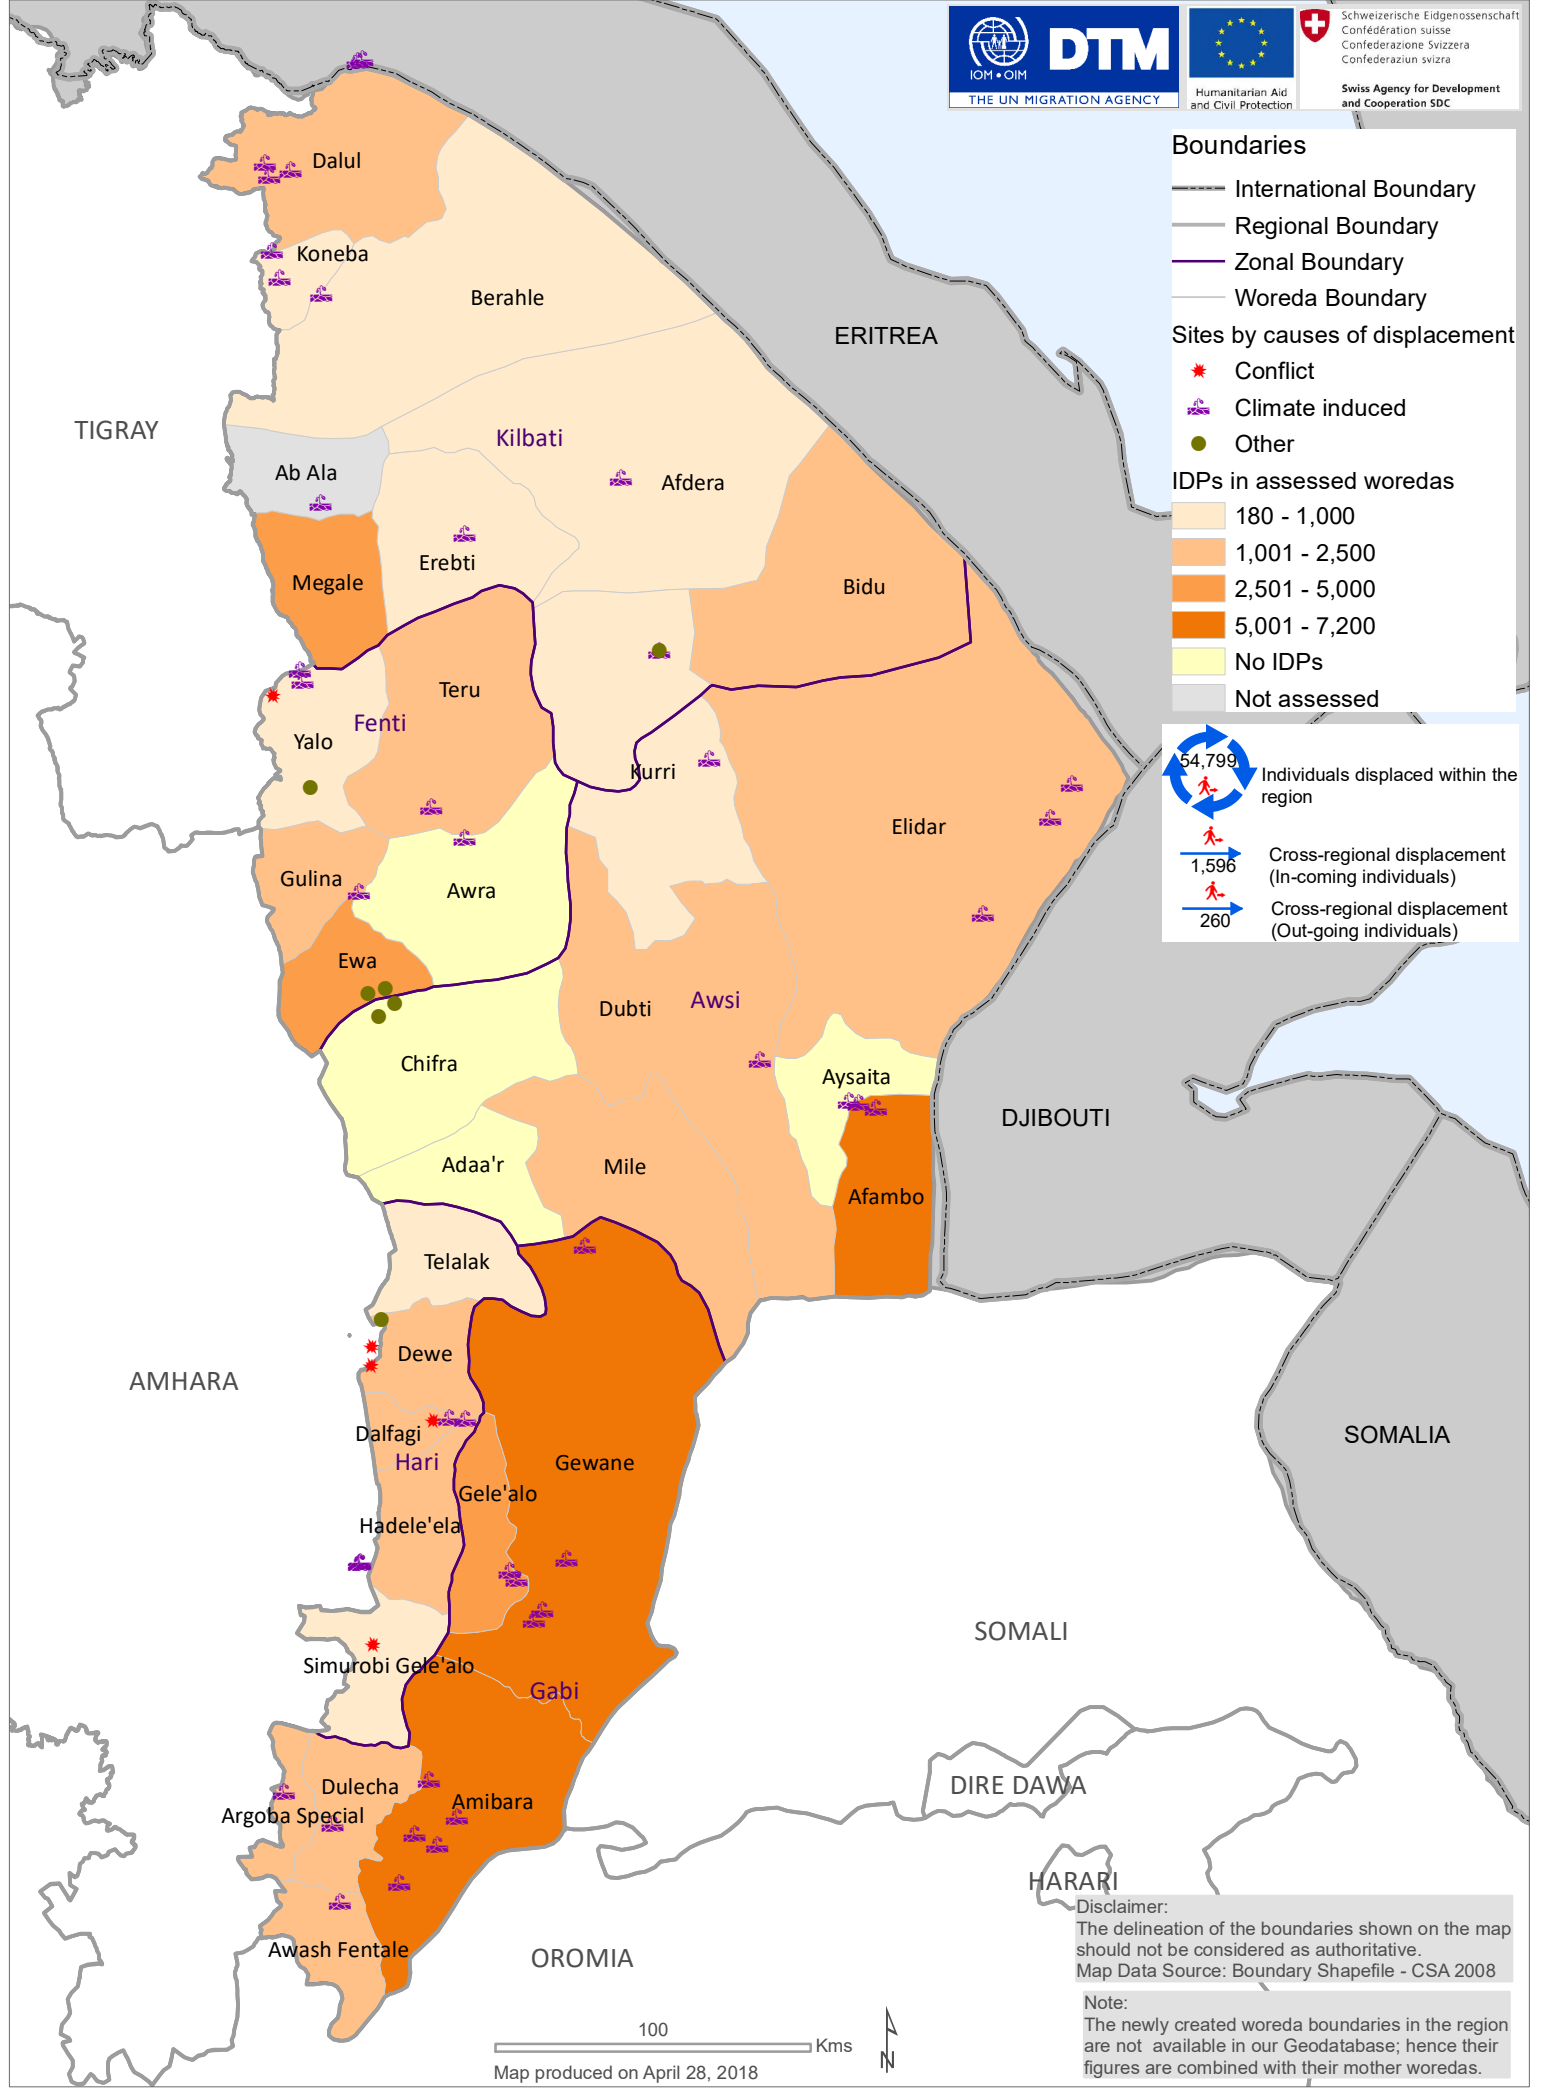 IOM • OIM
DTM
THE UN MIGRATION AGENCY
Humanitarian Aid
and Civil Protection
Schweizerische Eidgenossenschaft
Confédération suisse
Confederazione Svizzera
Confederaziun svizra
Swiss Agency for Development
and Cooperation SDC
Boundaries
International Boundary
Regional Boundary
Zonal Boundary
Woreda Boundary
Sites by causes of displacement
Conflict
Climate induced
Other
IDPs in assessed woredas
180 - 1,000
1,001 - 2,500
2,501 - 5,000
5,001 - 7,200
No IDPs
Not assessed
54,799
Individuals displaced within the
region
1,596
Cross-regional displacement
(In-coming individuals)
260
Cross-regional displacement
(Out-going individuals)
Dalul
Koneba
Berahle
ERITREA
TIGRAY
Kilbati
Ab Ala
Afdera
Erebti
Megale
Bidu
Teru
Fenti
Yalo
Kurri
Elidar
Gulina
Awra
Ewa
Dubti
Awsi
Chifra
Aysaita
DJIBOUTI
Adaa'r
Mile
Afambo
Telalak
Dewe
AMHARA
Dalfagi
Hari
Gewane
SOMALIA
Gele'alo
Hadele'ela
SOMALI
Simurobi Gele'alo
Gabi
Dulecha
Amibara
Argoba Special
DIRE DAWA
HARARI
Awash Fentale
OROMIA
Disclaimer:
The delineation of the boundaries shown on the map
should not be considered as authoritative.
Map Data Source: Boundary Shapefile - CSA 2008
Note:
The newly created woreda boundaries in the region
are not available in our Geodatabase; hence their
figures are combined with their mother woredas.
100
Kms
N
Map produced on April 28, 2018